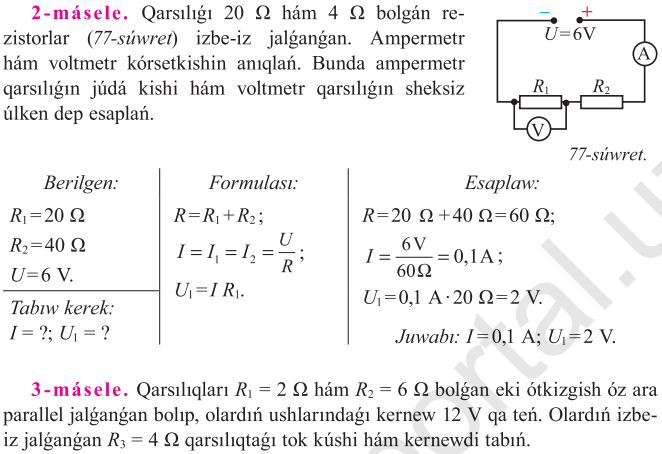 2-másele. Qarsılıǵı 20 Ω hám 4 Ω bolgán re-
zistorlar (77-súwret) izbe-iz jalǵanǵan. Ampermetr
hám voltmetr kórsetkishin anıqlań. Bunda ampermetr
qarsılıǵın júdá kishi hám voltmetr qarsılıǵın sheksiz
úlken dep esaplań.
– +
U=6V
A
R₁ R₂
V
77-súwret.
Berilgen:
R₁=20 Ω
R₂=40 Ω
U=6 V.
Tabıw kerek:
I = ?; U₁ = ?
Formulası:
R=R₁+R₂;
I = I₁ = I₂ = U/R;
U₁=I R₁.
Esaplaw:
R=20 Ω+40 Ω=60 Ω;
I = 6V/60Ω = 0,1A;
U₁=0,1 A·20 Ω=2 V.
Juwabı: I=0,1 A; U₁=2 V.
3-másele. Qarsılıqları R₁ = 2 Ω hám R₂ = 6 Ω bolǵan eki ótkizgish óz ara
parallel jalǵanǵan bolıp, olardıń ushlarındaǵı kernew 12 V qa teń. Olardıń izbe-
iz jalǵanǵan R₃ = 4 Ω qarsılıqtaǵı tok kúshi hám kernewdi tabıń.
portal.uz